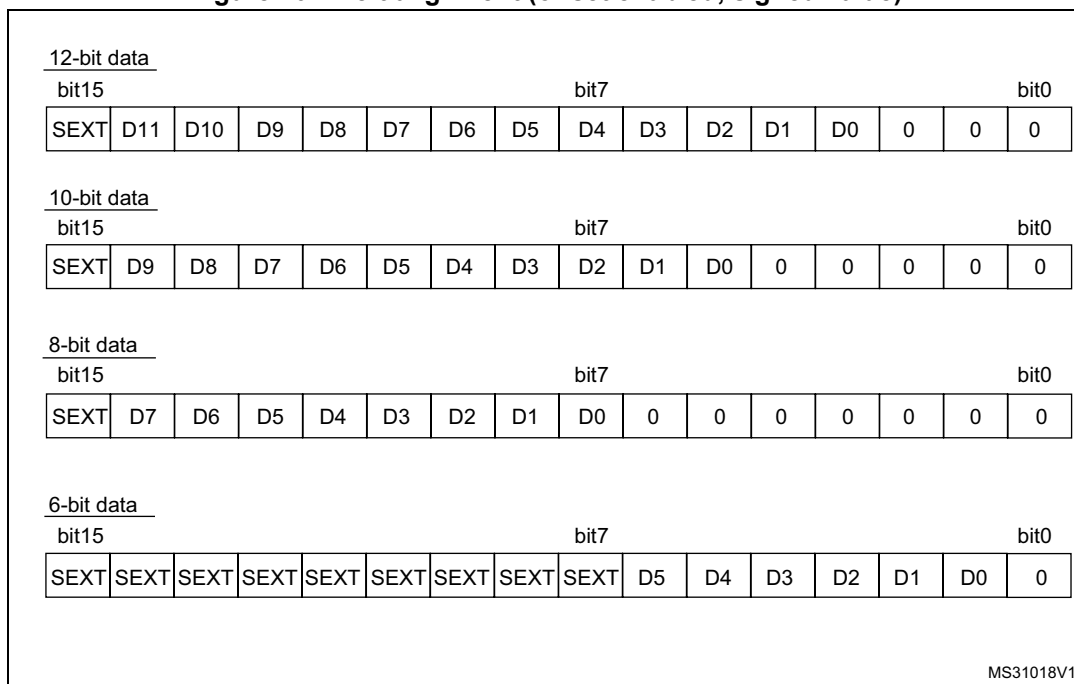 12-bit data
bit15 bit7 bit0
SEXT D11 D10 D9 D8 D7 D6 D5 D4 D3 D2 D1 D0 0 0 0
10-bit data
bit15 bit7 bit0
SEXT D9 D8 D7 D6 D5 D4 D3 D2 D1 D0 0 0 0 0 0
8-bit data
bit15 bit7 bit0
SEXT D7 D6 D5 D4 D3 D2 D1 D0 0 0 0 0 0 0 0
6-bit data
bit15 bit7 bit0
SEXT SEXT SEXT SEXT SEXT SEXT SEXT SEXT SEXT D5 D4 D3 D2 D1 D0 0
MS31018V1